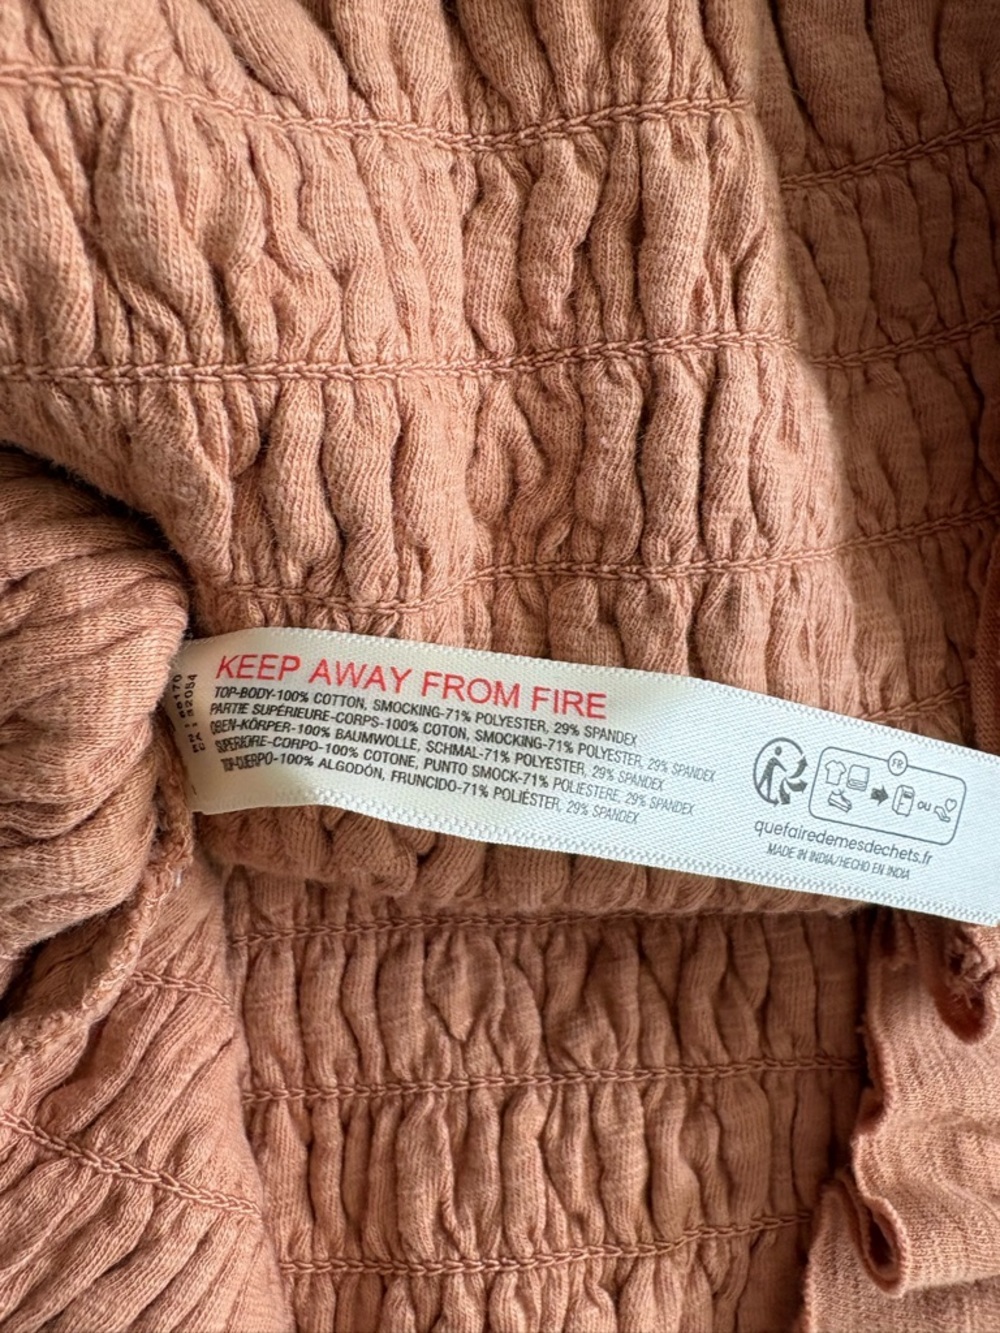 KEEP AWAY FROM FIRE
TOP-BODY-100% COTTON, SMOCKING-71% POLYESTER, 29% SPANDEX
PARTIE SUPÉRIEURE-CORPS-100% COTON, SMOCKING-71% POLYESTER, 29% SPANDEX
OBEN-KÖRPER-100% BAUMWOLLE, SCHMAL-71% POLYESTER, 29% SPANDEX
SUPERIORE-CORPO-100% COTONE, PUNTO SMOCK-71% POLIESTERE, 29% SPANDEX
TOP-CUERPO-100% ALGODÓN, FRUNCIDO-71% POLIÉSTER, 29% SPANDEX
FR
ou
quefairedemesdechets.fr
MADE IN INDIA/HECHO EN INDIA